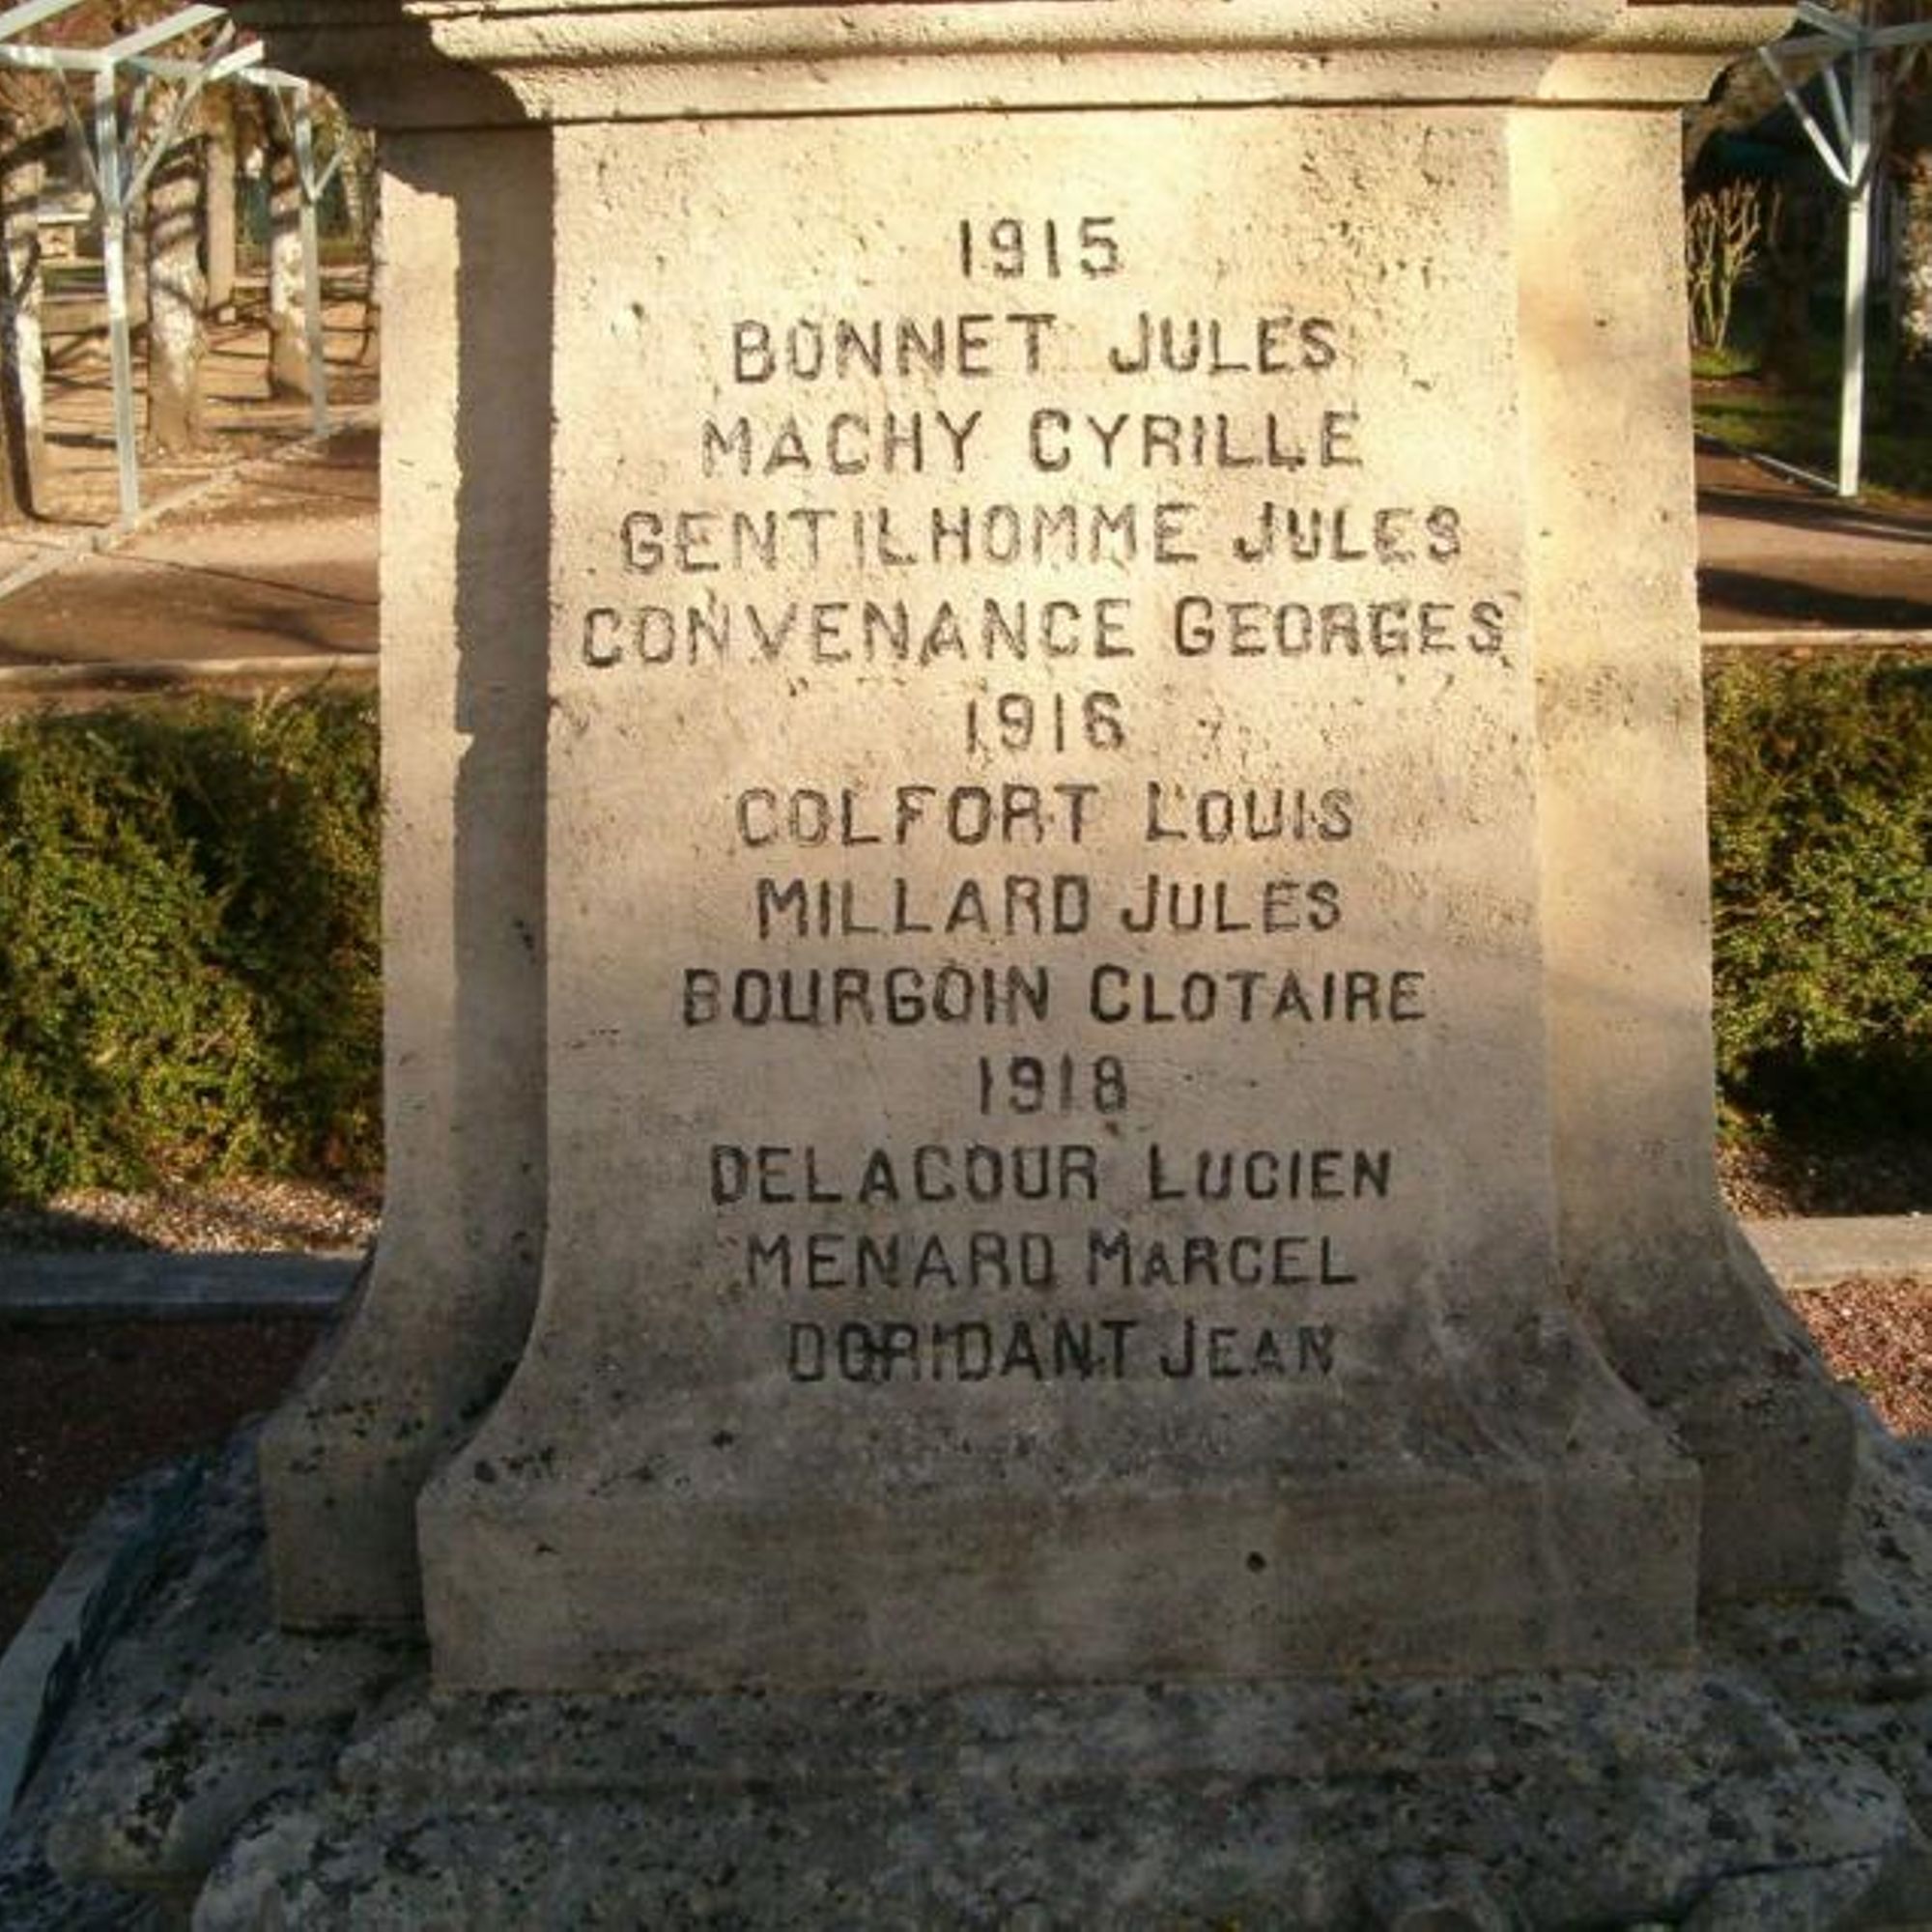 1915
BONNET JULES
MACHY CYRILLE
GENTILHOMME JULES
CONVENANCE GEORGES
1916
COLFORT LOUIS
MILLARD JULES
BOURGOIN CLOTAIRE
1918
DELACOUR LUCIEN
MENARD MARCEL
DORIDANT JEAN